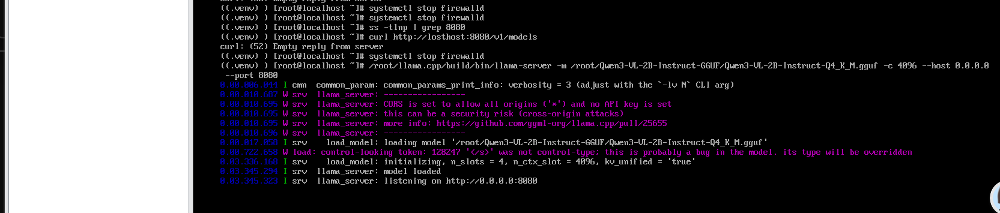 ((.venv) ) [root@localhost ~]# systemctl stop firewalld
((.venv) ) [root@localhost ~]# systemctl stop firewalld
((.venv) ) [root@localhost ~]# ss -tlnp | grep 8080
((.venv) ) [root@localhost ~]# curl http://losthost:8080/v1/models
curl: (52) Empty reply from server
((.venv) ) [root@localhost ~]# systemctl stop firewalld
((.venv) ) [root@localhost ~]# /root/llama.cpp/build/bin/llama-server -m /root/Qwen3-VL-2B-Instruct-GGUF/Qwen3-VL-2B-Instruct-Q4_K_M.gguf -c 4096 --host 0.0.0.0
--port 8080
0.00.006.044 I cmn  common_param: common_params_print_info: verbosity = 3 (adjust with the `-lv N` CLI arg)
0.00.010.687 W srv  llama_server: -----------------
0.00.010.695 W srv  llama_server: CORS is set to allow all origins ('*') and no API key is set
0.00.010.695 W srv  llama_server: this can be a security risk (cross-origin attacks)
0.00.010.695 W srv  llama_server: more info: https://github.com/ggml-org/llama.cpp/pull/25655
0.00.010.696 W srv  llama_server: -----------------
0.00.017.050 I srv    load_model: loading model '/root/Qwen3-VL-2B-Instruct-GGUF/Qwen3-VL-2B-Instruct-Q4_K_M.gguf'
0.00.722.650 W load: control-looking token: 128247 '</s>' was not control-type; this is probably a bug in the model. its type will be overridden
0.03.336.160 I srv    load_model: initializing, n_slots = 4, n_ctx_slot = 4096, kv_unified = 'true'
0.03.345.294 I srv  llama_server: model loaded
0.03.345.323 I srv  llama_server: listening on http://0.0.0.0:8080